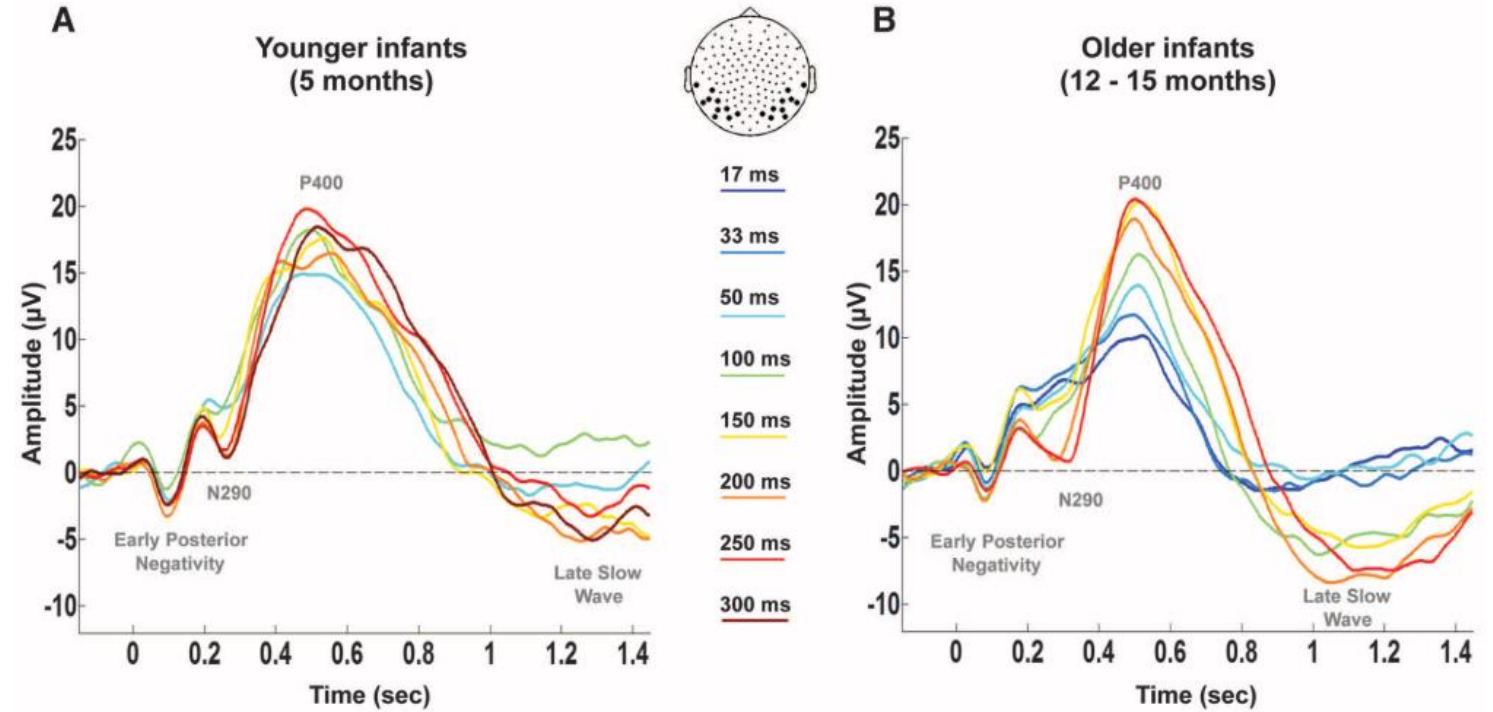 A
Younger infants
(5 months)
25
20
15
10
5
0
-5
-10
Amplitude (µV)
P400
N290
Early Posterior
Negativity
Late Slow
Wave
0 0.2 0.4 0.6 0.8 1 1.2 1.4
Time (sec)
17 ms
33 ms
50 ms
100 ms
150 ms
200 ms
250 ms
300 ms
B
Older infants
(12 - 15 months)
25
20
15
10
5
0
-5
-10
Amplitude (µV)
P400
N290
Early Posterior
Negativity
Late Slow
Wave
0 0.2 0.4 0.6 0.8 1 1.2 1.4
Time (sec)